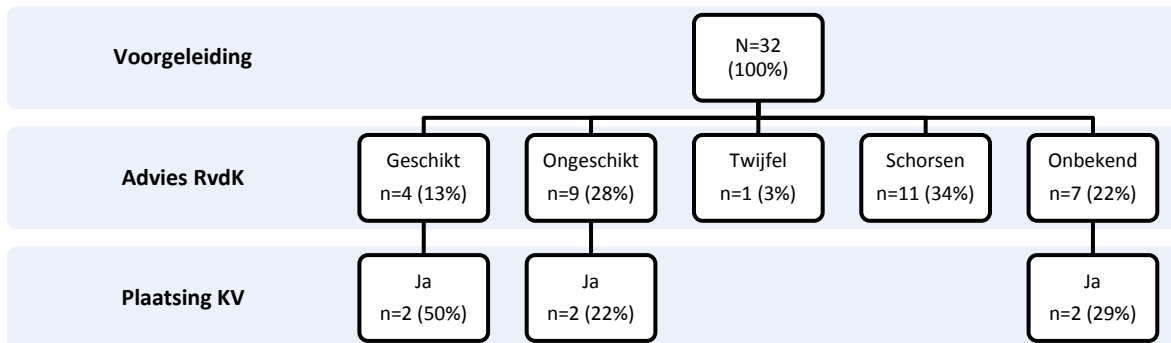 Voorgeleiding
N=32
(100%)
Advies RvdK
Geschikt
n=4 (13%)
Ongeschikt
n=9 (28%)
Twijfel
n=1 (3%)
Schorsen
n=11 (34%)
Onbekend
n=7 (22%)
Plaatsing KV
Ja
n=2 (50%)
Ja
n=2 (22%)
Ja
n=2 (29%)